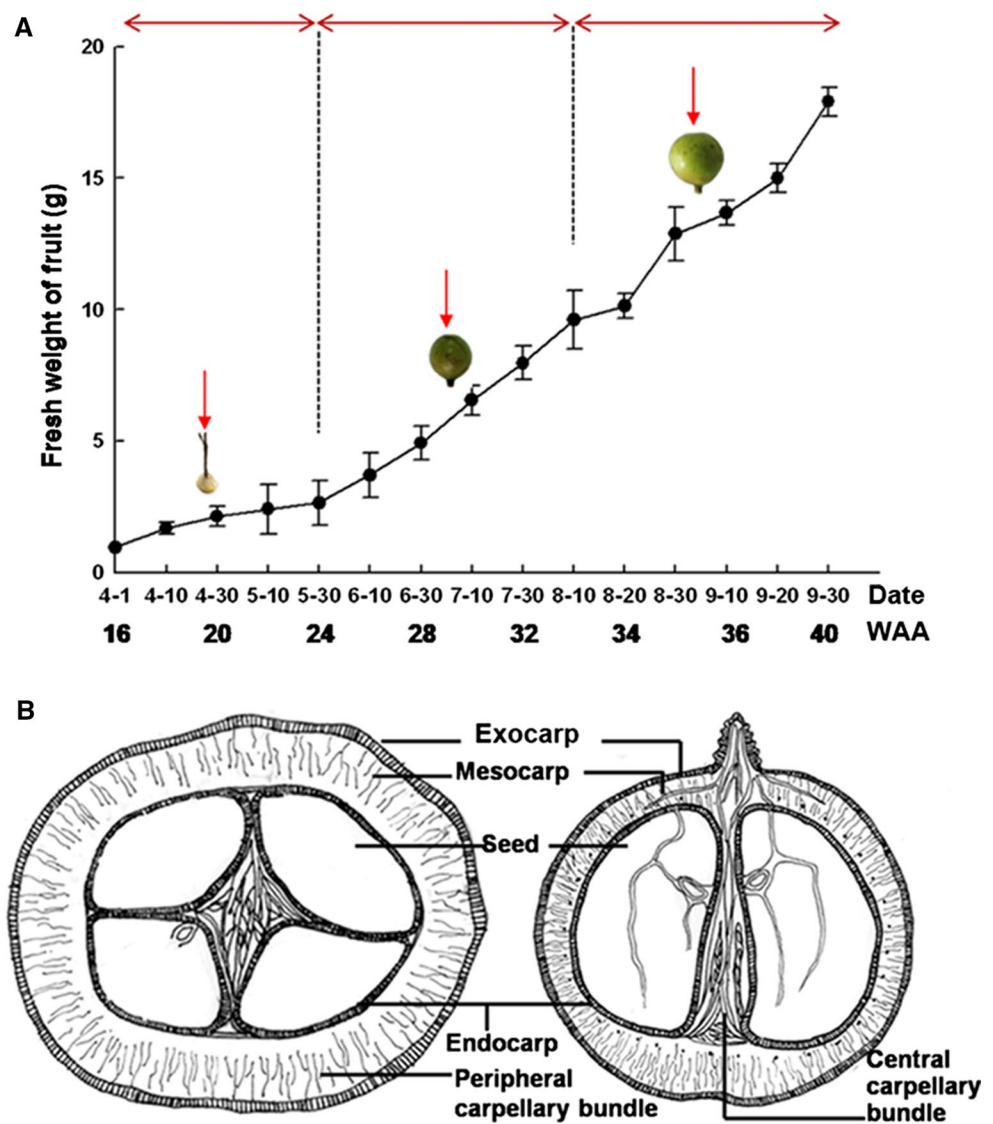 A
20
15
10
5
0
Fresh weight of fruit (g)
4-1 4-10 4-30 5-10 5-30 6-10 6-30 7-10 7-30 8-10 8-20 8-30 9-10 9-20 9-30 Date
16 20 24 28 32 34 36 40 WAA
B
Exocarp
Mesocarp
Seed
Endocarp
Peripheral
carpellary bundle
Central
carpellary
bundle